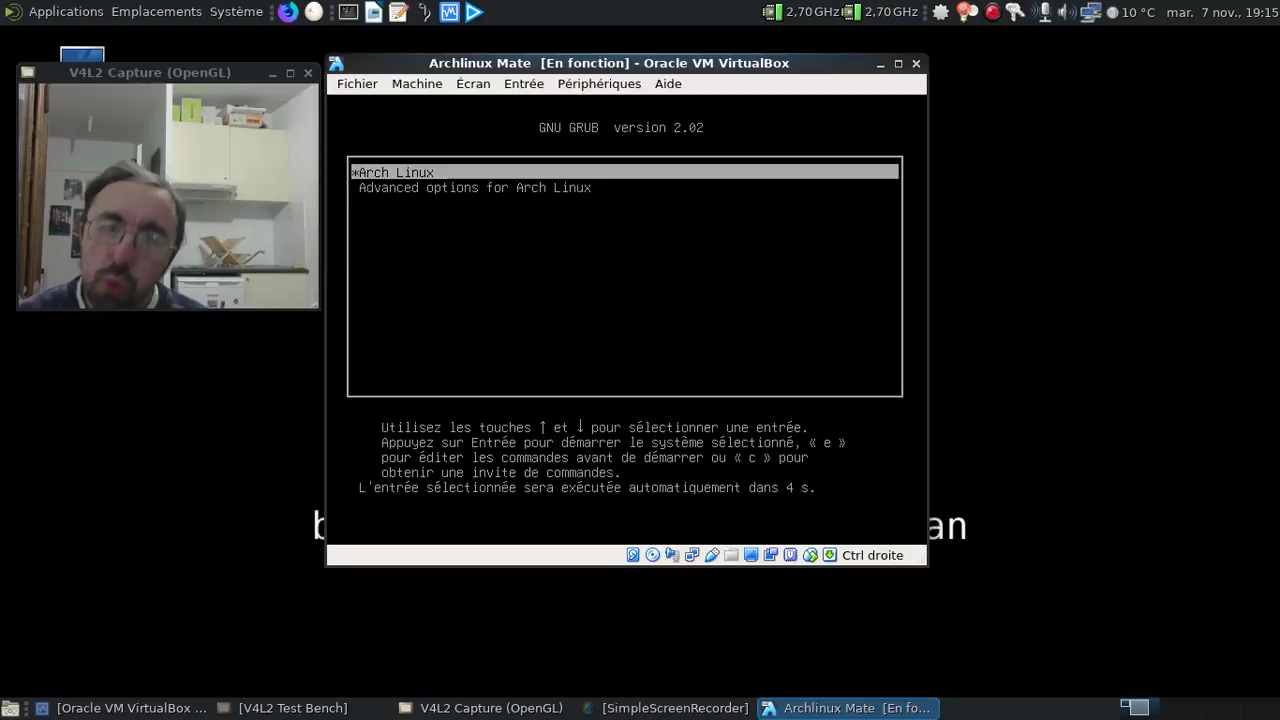 Applications Emplacements Système
2,70 GHz 2,70 GHz
10 °C mar. 7 nov., 19:15
V4L2 Capture (OpenGL)
Archlinux Mate [En fonction] - Oracle VM VirtualBox
Fichier Machine Écran Entrée Périphériques Aide
GNU GRUB version 2.02
*Arch Linux
Advanced options for Arch Linux
Utilisez les touches ↑ et ↓ pour sélectionner une entrée.
Appuyez sur Entrée pour démarrer le système sélectionné, « e »
pour éditer les commandes avant de démarrer ou « c » pour
obtenir une invite de commandes.
L'entrée sélectionnée sera exécutée automatiquement dans 4 s.
an
Ctrl droite
[Oracle VM VirtualBox ... [V4L2 Test Bench] V4L2 Capture (OpenGL) [SimpleScreenRecorder] Archlinux Mate [En fo...